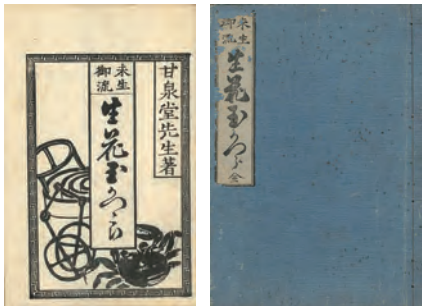 甘泉堂先生著
未生
御流
生花玉かつら
未生
御流
生花玉かつら
全